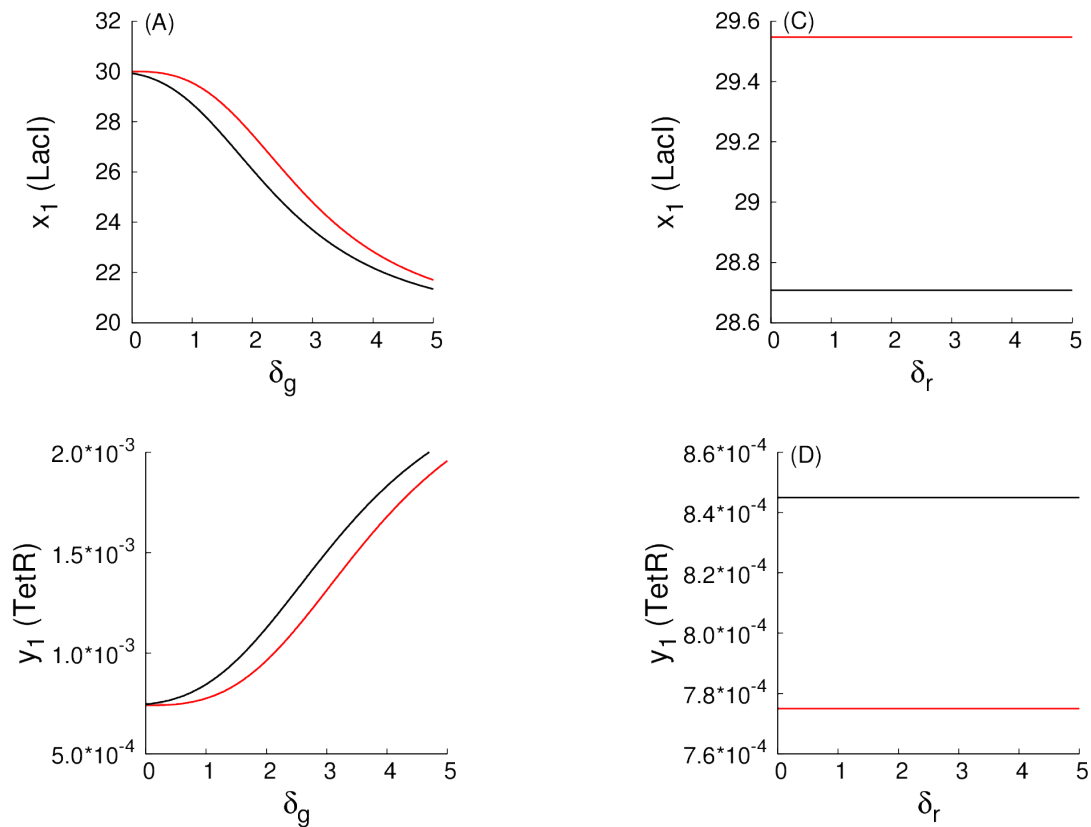 (A)
x1 (LacI)
32
30
28
26
24
22
20
0 1 2 3 4 5
δg
(C)
x1 (LacI)
29.6
29.4
29.2
29
28.8
28.6
0 1 2 3 4 5
δr
y1 (TetR)
2.0*10-3
1.5*10-3
1.0*10-3
5.0*10-4
0 1 2 3 4 5
δg
(D)
y1 (TetR)
8.6*10-4
8.4*10-4
8.2*10-4
8.0*10-4
7.8*10-4
7.6*10-4
0 1 2 3 4 5
δr